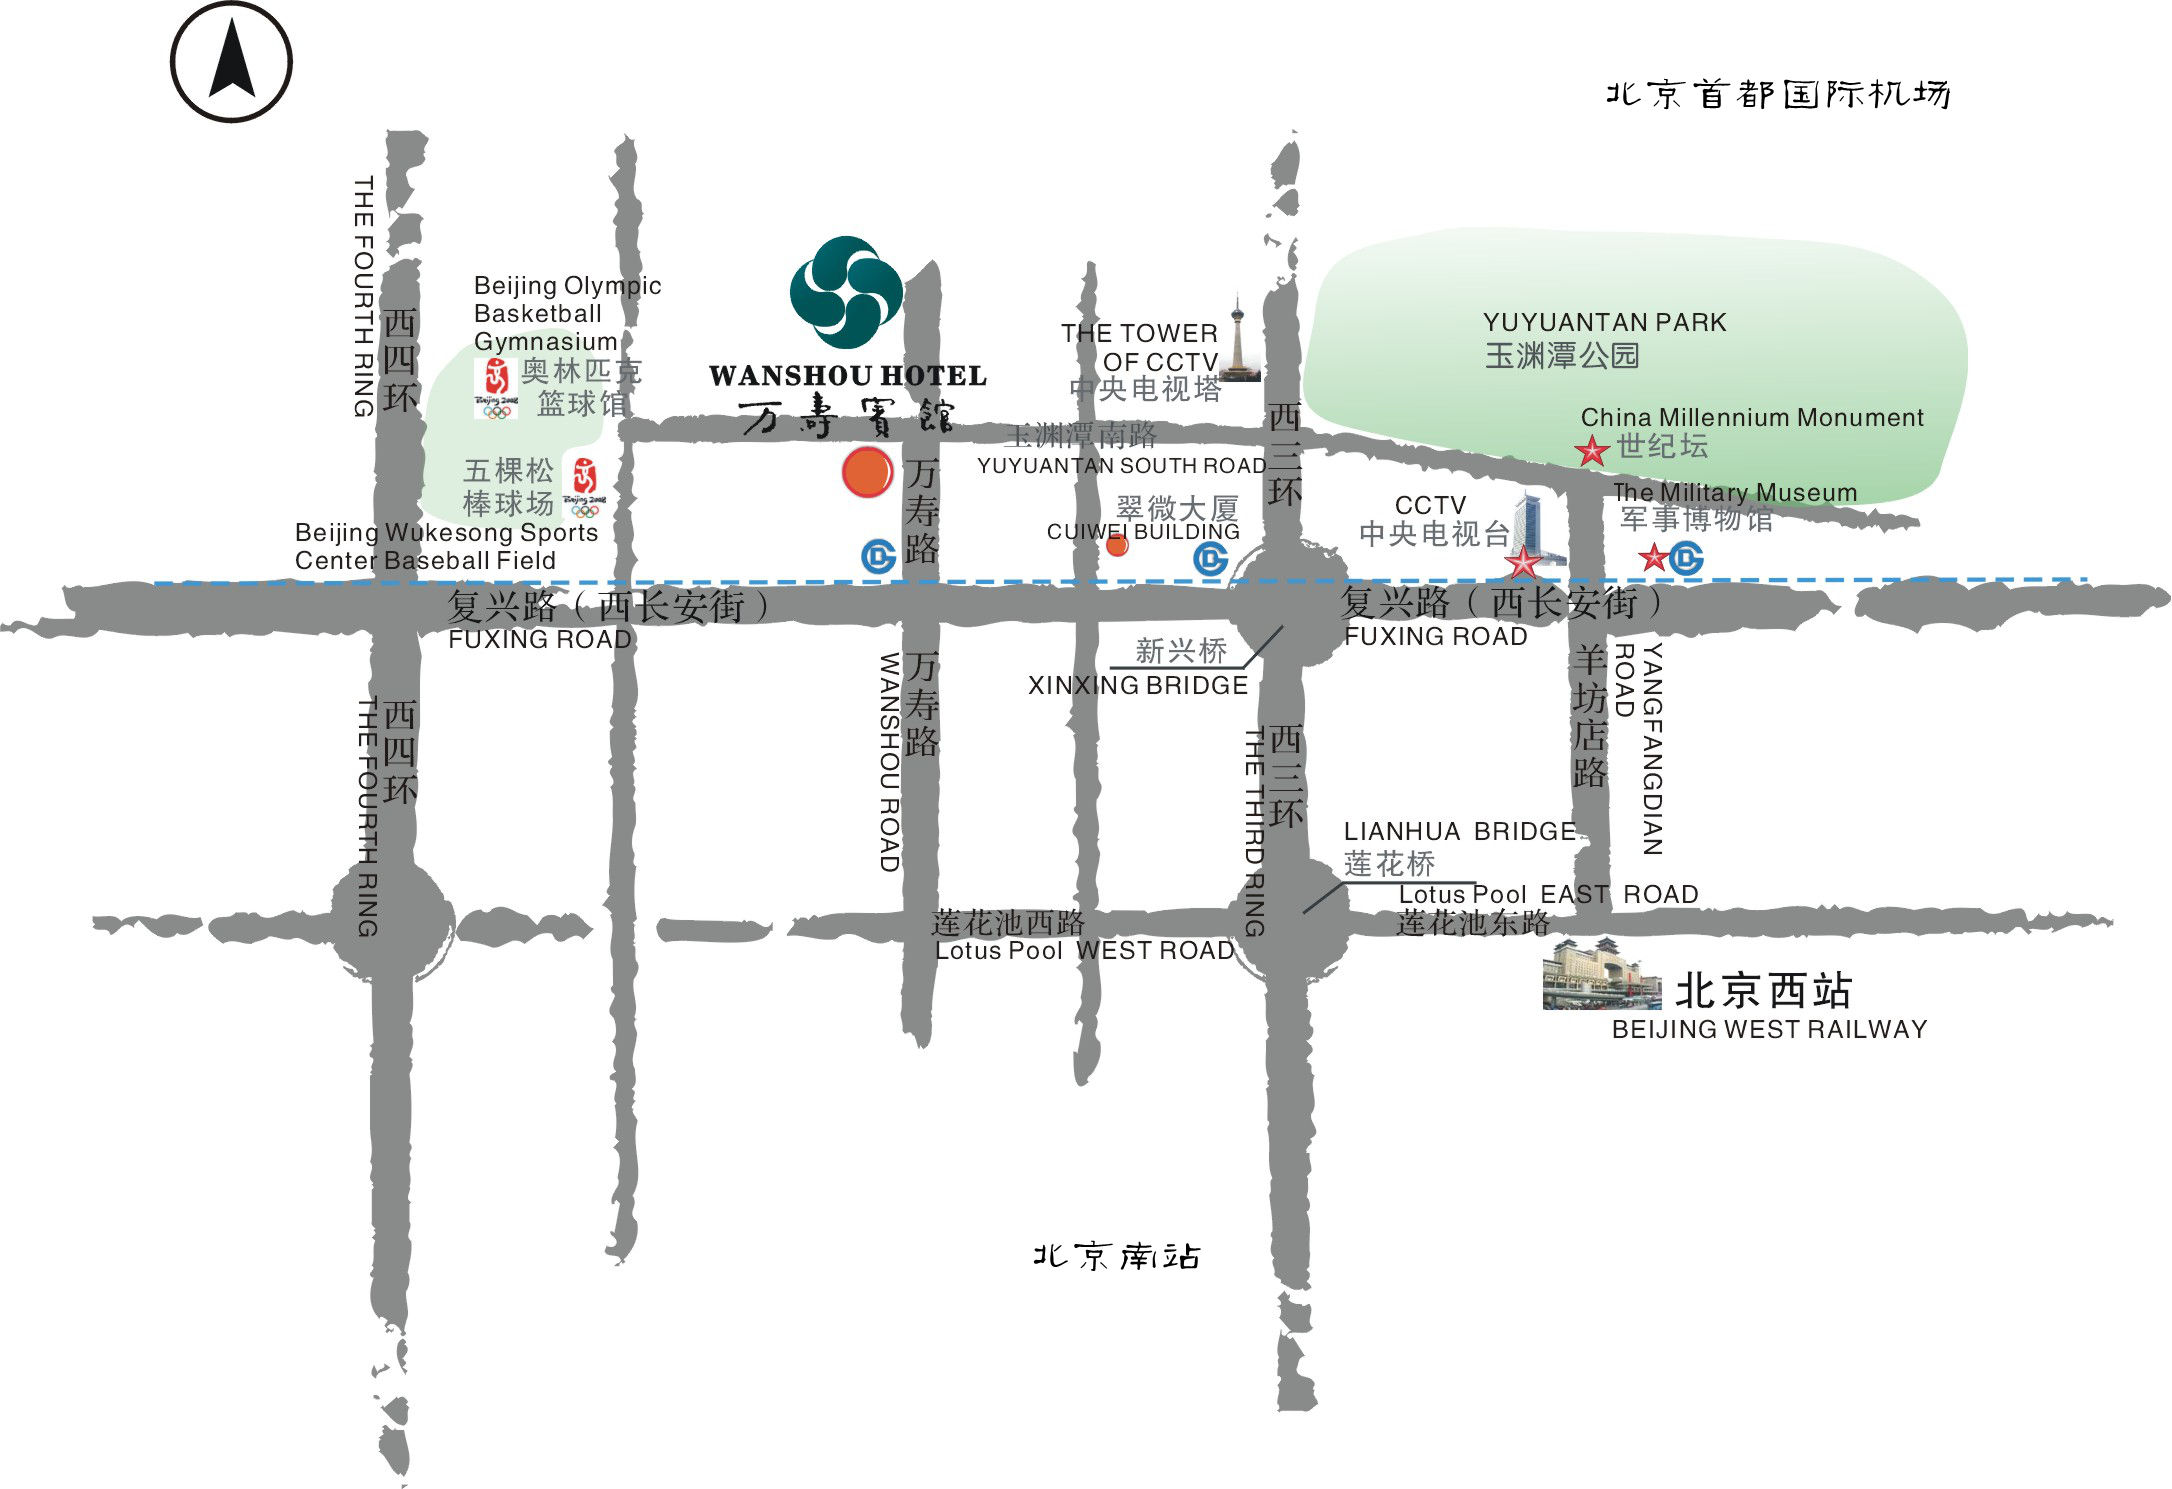 北京首都国际机场
THE FOURTH RING
西四环
Beijing Olympic
Basketball
Gymnasium
奥林匹克
篮球馆
Beijing 2008
五棵松
棒球场
Beijing 2008
Beijing Wukesong Sports
Center Baseball Field
WANSHOU HOTEL
万寿宾馆
万寿路
THE TOWER
OF CCTV
中央电视塔
玉渊潭南路
YUYUANTAN SOUTH ROAD
西三环
翠微大厦
CUIWEI BUILDING
YUYUANTAN PARK
玉渊潭公园
China Millennium Monument
世纪坛
CCTV
中央电视台
The Military Museum
军事博物馆
复兴路（西长安街）
FUXING ROAD
复兴路（西长安街）
FUXING ROAD
新兴桥
XINXING BRIDGE
西四环
THE FOURTH RING
万寿路
WANSHOU ROAD
西三环
THE THIRD RING
羊坊店路
YANGFANGDIAN
ROAD
LIANHUA BRIDGE
莲花桥
Lotus Pool EAST ROAD
莲花池东路
莲花池西路
Lotus Pool WEST ROAD
北京西站
BEIJING WEST RAILWAY
北京南站